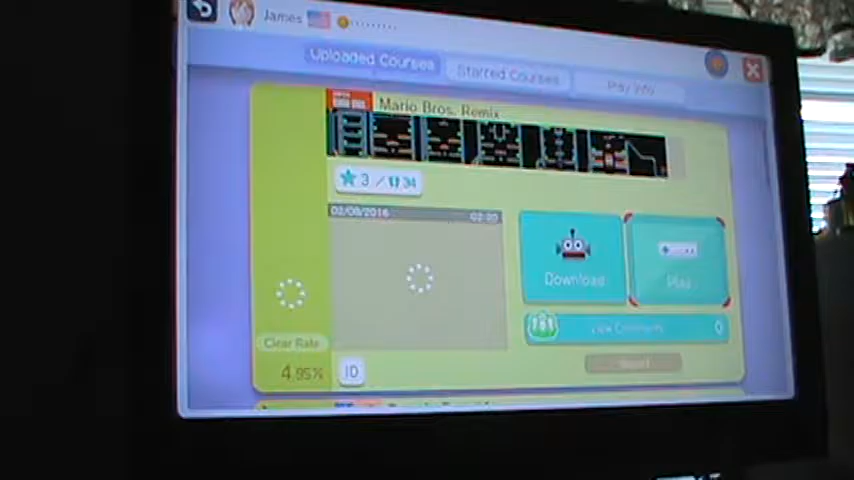 James
Uploaded Courses
Starred Courses
Play Info
Mario Bros. Remix
3 / 34
02/08/2016 02:20
Download
Play
View Comments 0
Clear Rate
4.95%
ID